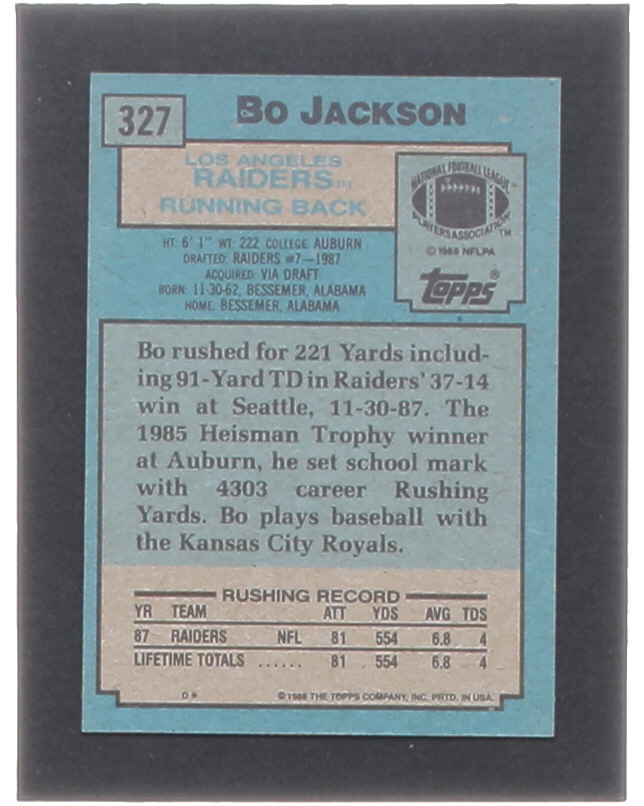 327
BO JACKSON
LOS ANGELES
RAIDERS™
RUNNING BACK
NATIONAL FOOTBALL LEAGUE
PLAYERS ASSOCIATION™
© 1988 NFLPA
topps®
HT: 6' 1" WT: 222 COLLEGE: AUBURN
DRAFTED: RAIDERS #7—1987
ACQUIRED: VIA DRAFT
BORN: 11-30-62, BESSEMER, ALABAMA
HOME: BESSEMER, ALABAMA
Bo rushed for 221 Yards includ-
ing 91-Yard TD in Raiders' 37-14
win at Seattle, 11-30-87. The
1985 Heisman Trophy winner
at Auburn, he set school mark
with 4303 career Rushing
Yards. Bo plays baseball with
the Kansas City Royals.
RUSHING RECORD
YR TEAM ATT YDS AVG TDS
87 RAIDERS NFL 81 554 6.8 4
LIFETIME TOTALS ...... 81 554 6.8 4
D* © 1988 THE TOPPS COMPANY, INC. PRTD. IN USA.